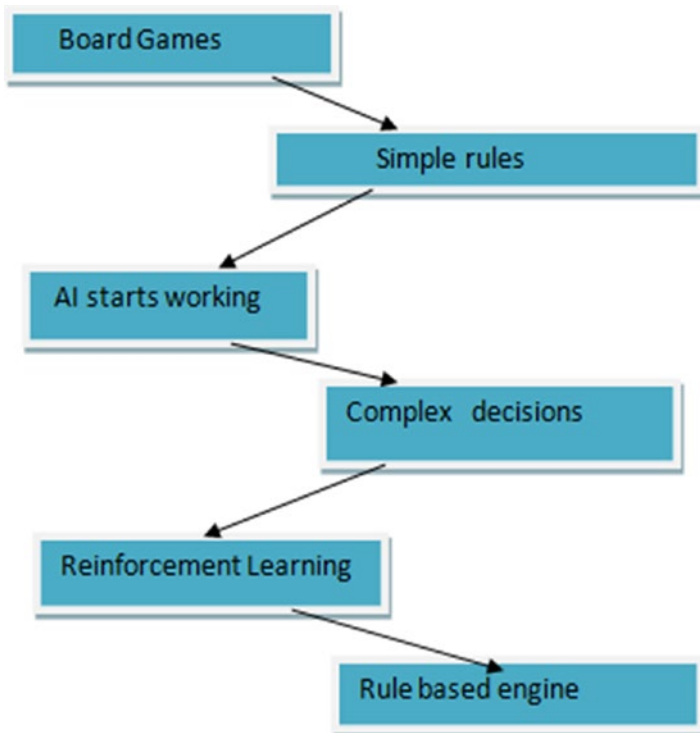 Board Games
Simple rules
AI starts working
Complex decisions
Reinforcement Learning
Rule based engine